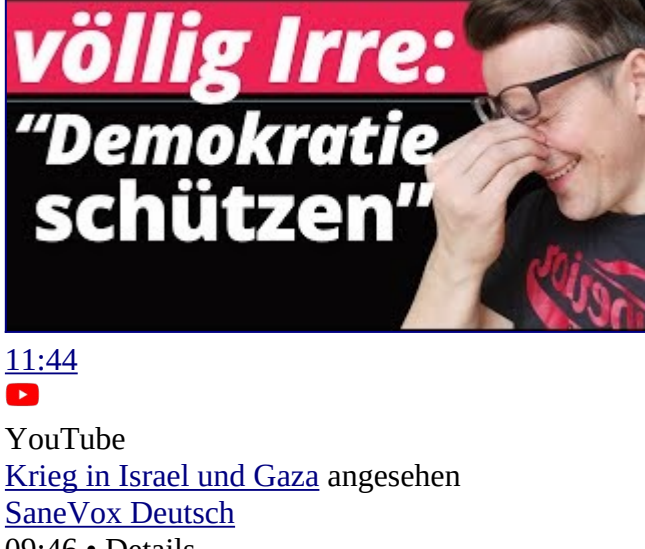 völlig Irre:
“Demokratie
schützen”
11:44
YouTube
Krieg in Israel und Gaza angesehen
SaneVox Deutsch
09:46 • Details